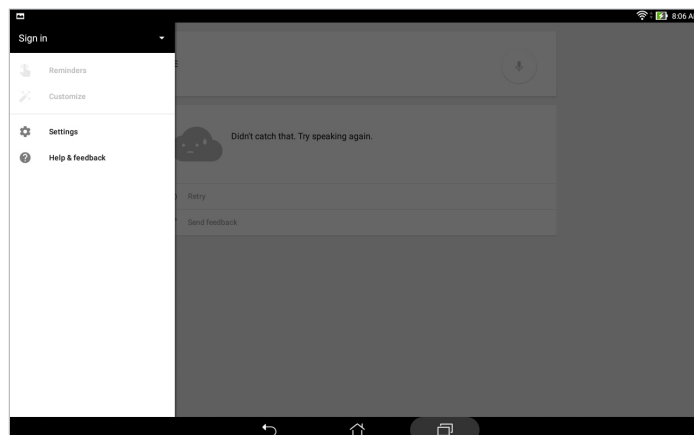 8:06 A
Sign in
Reminders
Customize
Settings
Help & feedback
E
Didn't catch that. Try speaking again.
Retry
Send feedback